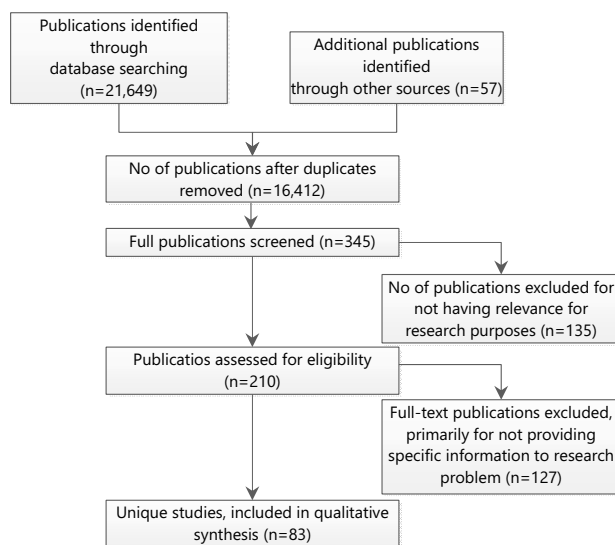 Publications identified
through
database searching
(n=21,649)
Additional publications
identified
through other sources (n=57)
No of publications after duplicates
removed (n=16,412)
Full publications screened (n=345)
No of publications excluded for
not having relevance for
research purposes (n=135)
Publicatios assessed for eligibility
(n=210)
Full-text publications excluded,
primarily for not providing
specific information to research
problem (n=127)
Unique studies, included in qualitative
synthesis (n=83)